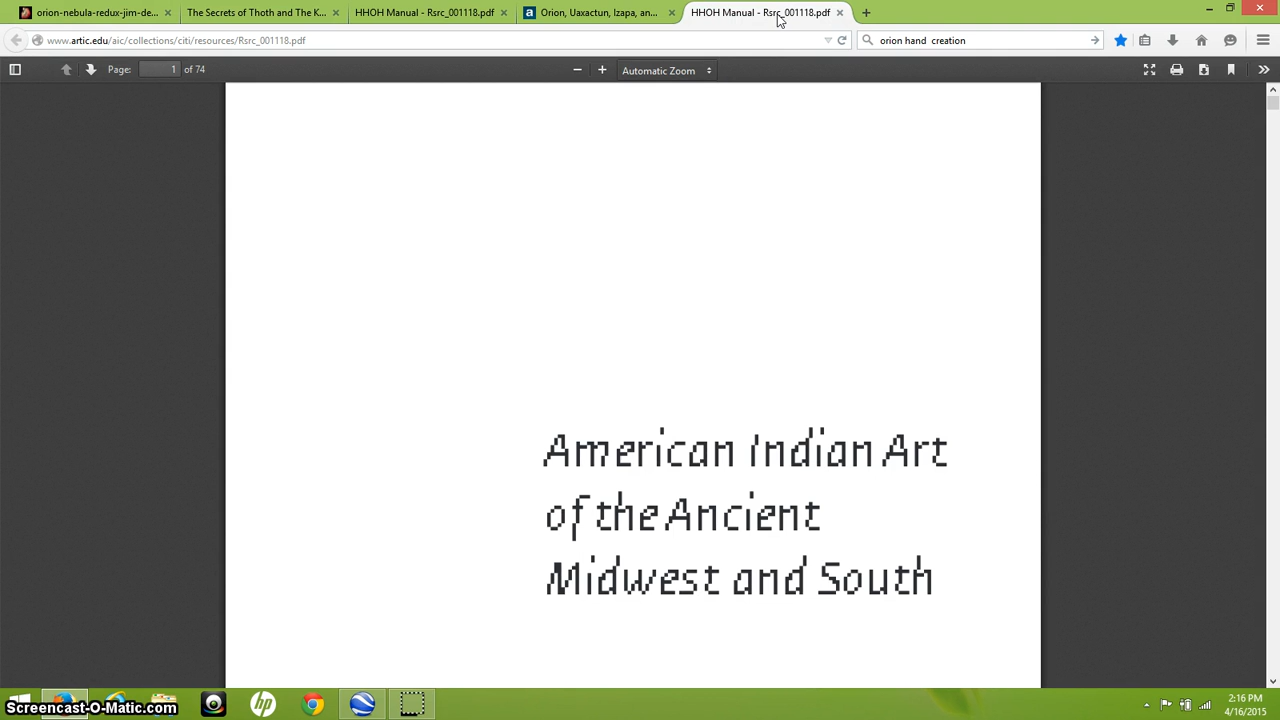 orion-nebula-redux-jim-de...
The Secrets of Thoth and The K...
HHOH Manual - Rsrc_001118.pdf
Orion, Uaxactun, Izapa, an...
HHOH Manual - Rsrc_001118.pdf
www.artic.edu/aic/collections/citi/resources/Rsrc_001118.pdf
orion hand creation
Page: 1 of 74
Automatic Zoom
American Indian Art
of the Ancient
Midwest and South
Screencast-O-Matic.com
hp
2:16 PM
4/16/2015